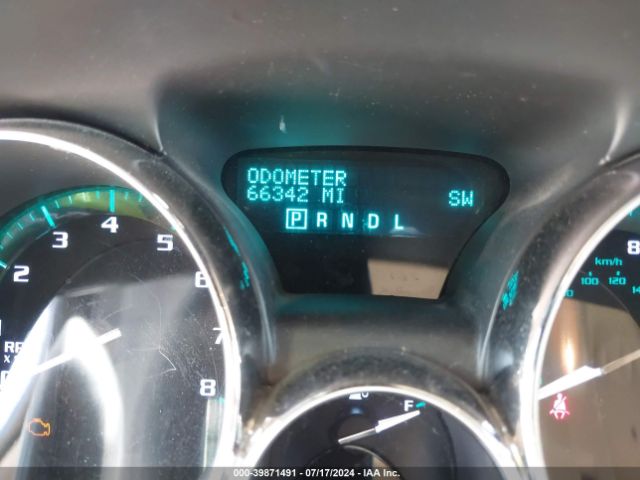 ODOMETER
66342 MI
SW
P R N D L
2 3 4 5 6 7 8
F
8
km/h
100 120
000-39871491 - 07/17/2024 - IAA Inc.